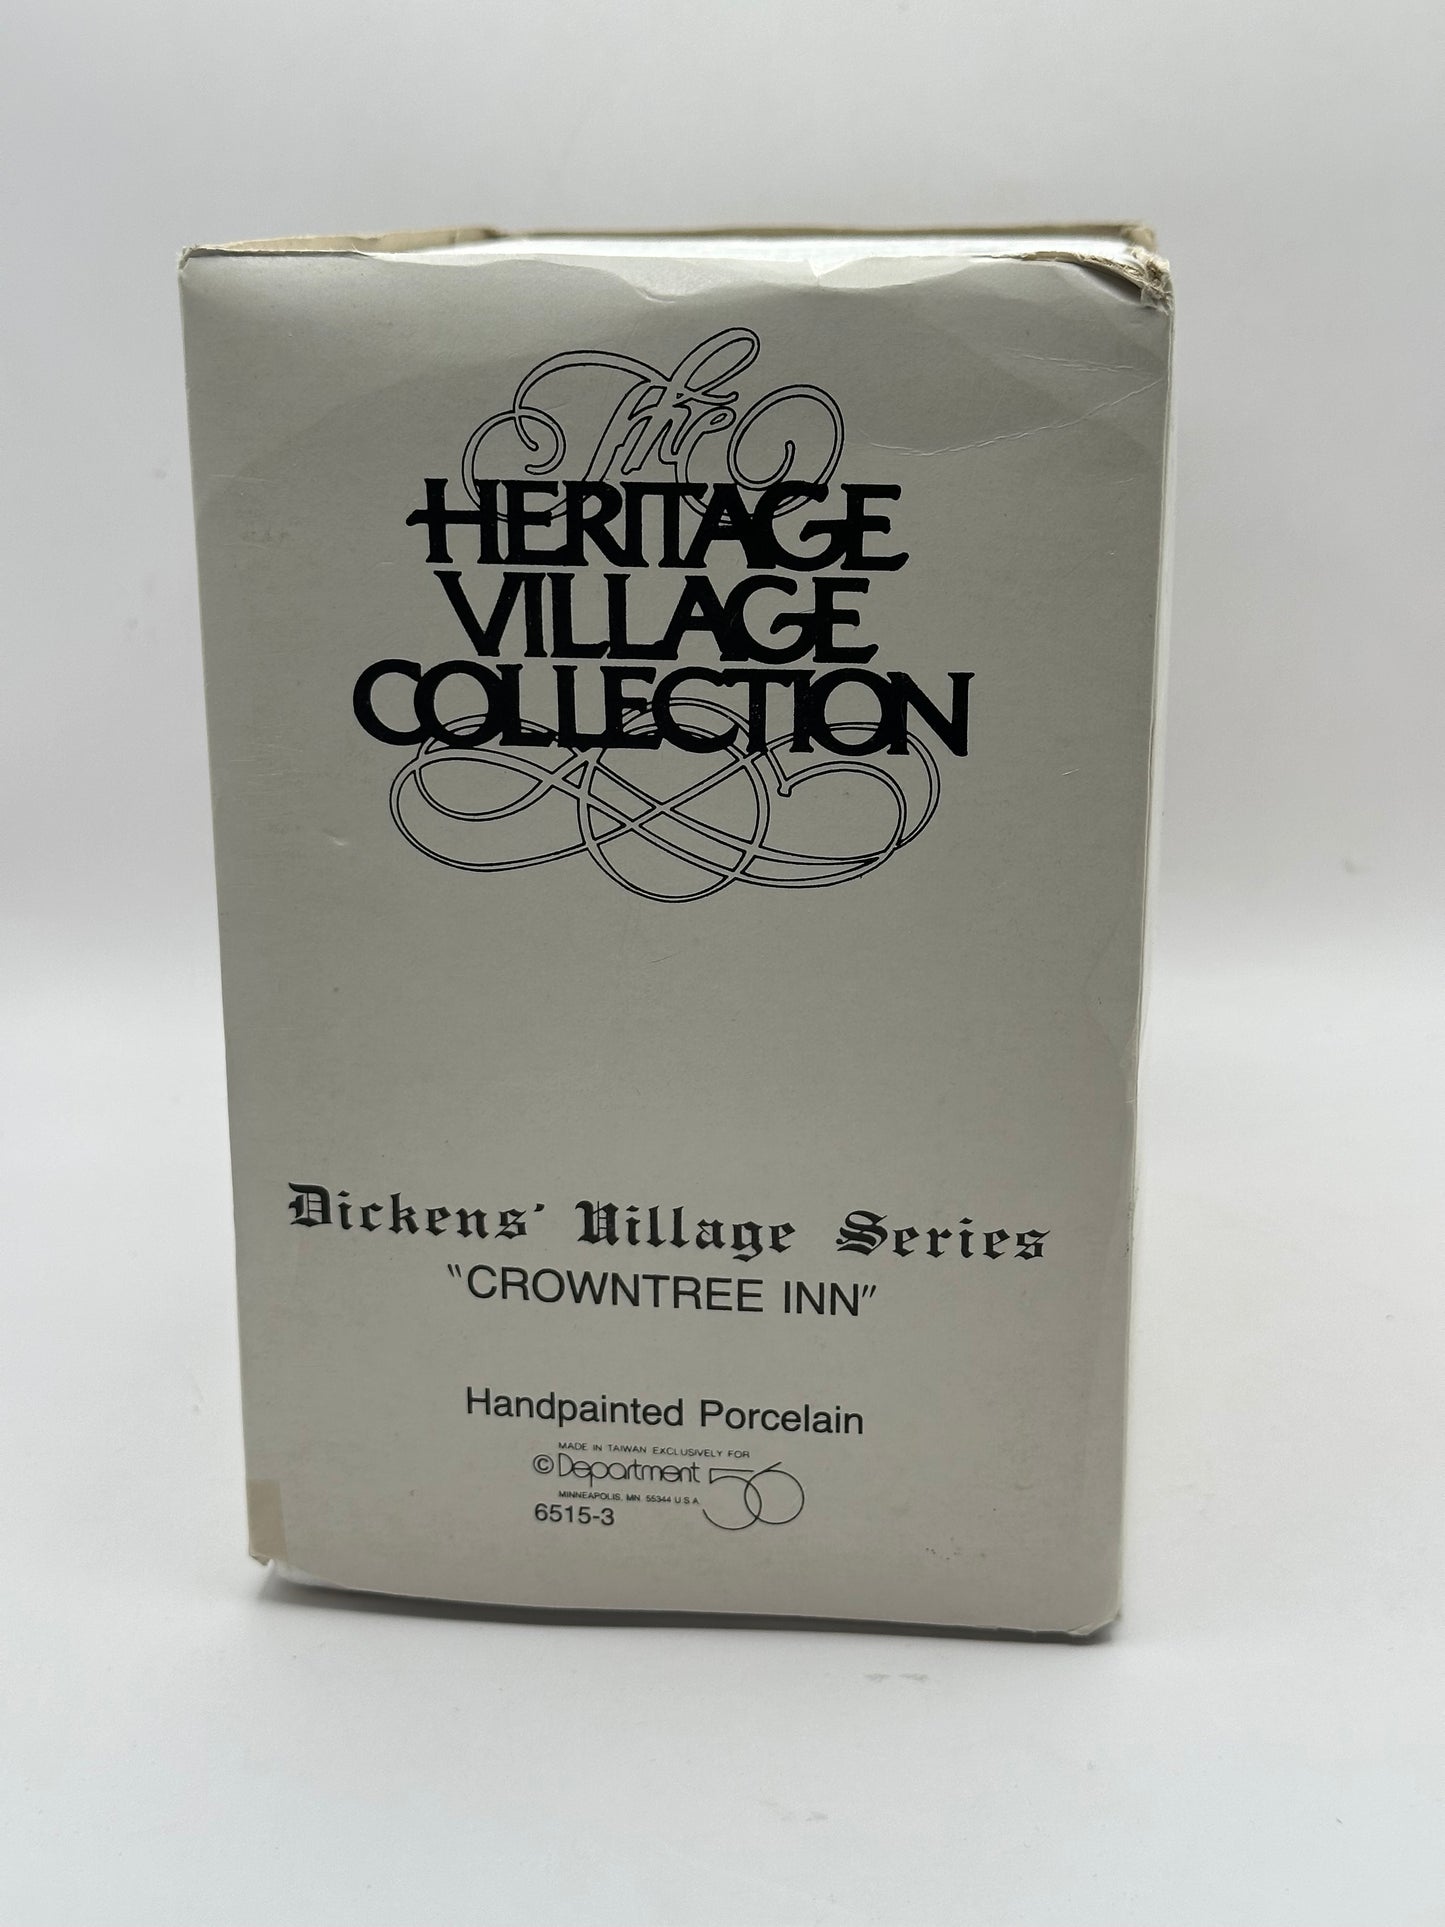 The
HERITAGE
VILLAGE
COLLECTION
Dickens' Village Series
"CROWNTREE INN"
Handpainted Porcelain
MADE IN TAIWAN EXCLUSIVELY FOR
© Department 56
MINNEAPOLIS, MN 55344 U S A
6515-3